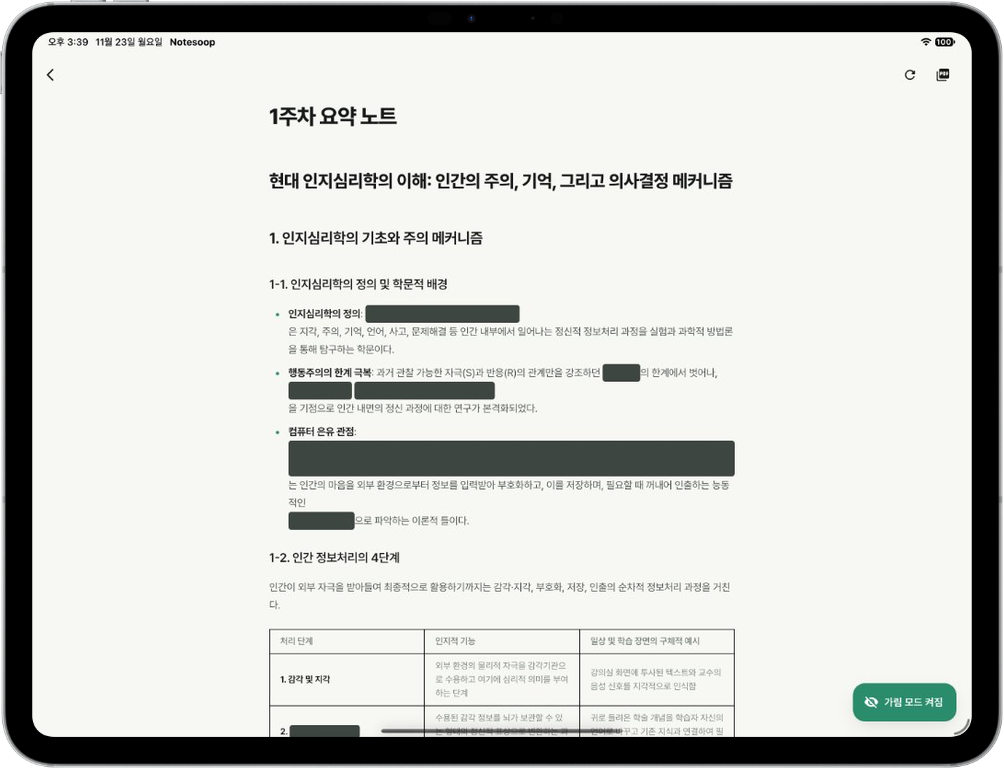 오후 3:39 11월 23일 월요일 Notesoop
100
PDF
1주차 요약 노트
현대 인지심리학의 이해: 인간의 주의, 기억, 그리고 의사결정 메커니즘
1. 인지심리학의 기초와 주의 메커니즘
1-1. 인지심리학의 정의 및 학문적 배경
• 인지심리학의 정의:
은 지각, 주의, 기억, 언어, 사고, 문제해결 등 인간 내부에서 일어나는 정신적 정보처리 과정을 실험과 과학적 방법론
을 통해 탐구하는 학문이다.
• 행동주의의 한계 극복: 과거 관찰 가능한 자극(S)과 반응(R)의 관계만을 강조하던 의 한계에서 벗어나,
을 기점으로 인간 내면의 정신 과정에 대한 연구가 본격화되었다.
• 컴퓨터 은유 관점:
는 인간의 마음을 외부 환경으로부터 정보를 입력받아 부호화하고, 이를 저장하며, 필요할 때 꺼내어 인출하는 능동
적인
으로 파악하는 이론적 틀이다.
1-2. 인간 정보처리의 4단계
인간이 외부 자극을 받아들여 최종적으로 활용하기까지는 감각·지각, 부호화, 저장, 인출의 순차적 정보처리 과정을 거친
다.
처리 단계
인지적 기능
일상 및 학습 장면의 구체적 예시
1. 감각 및 지각
외부 환경의 물리적 자극을 감각기관으
로 수용하고 여기에 심리적 의미를 부여
하는 단계
강의실 화면에 투사된 텍스트와 교수의
음성 신호를 지각적으로 인식함
2.
수용된 감각 정보를 뇌가 보관할 수 있
귀로 들려온 학술 개념을 학습자 자신의
꾸고 기존 지식과 연결하여 밑
가림 모드 켜짐